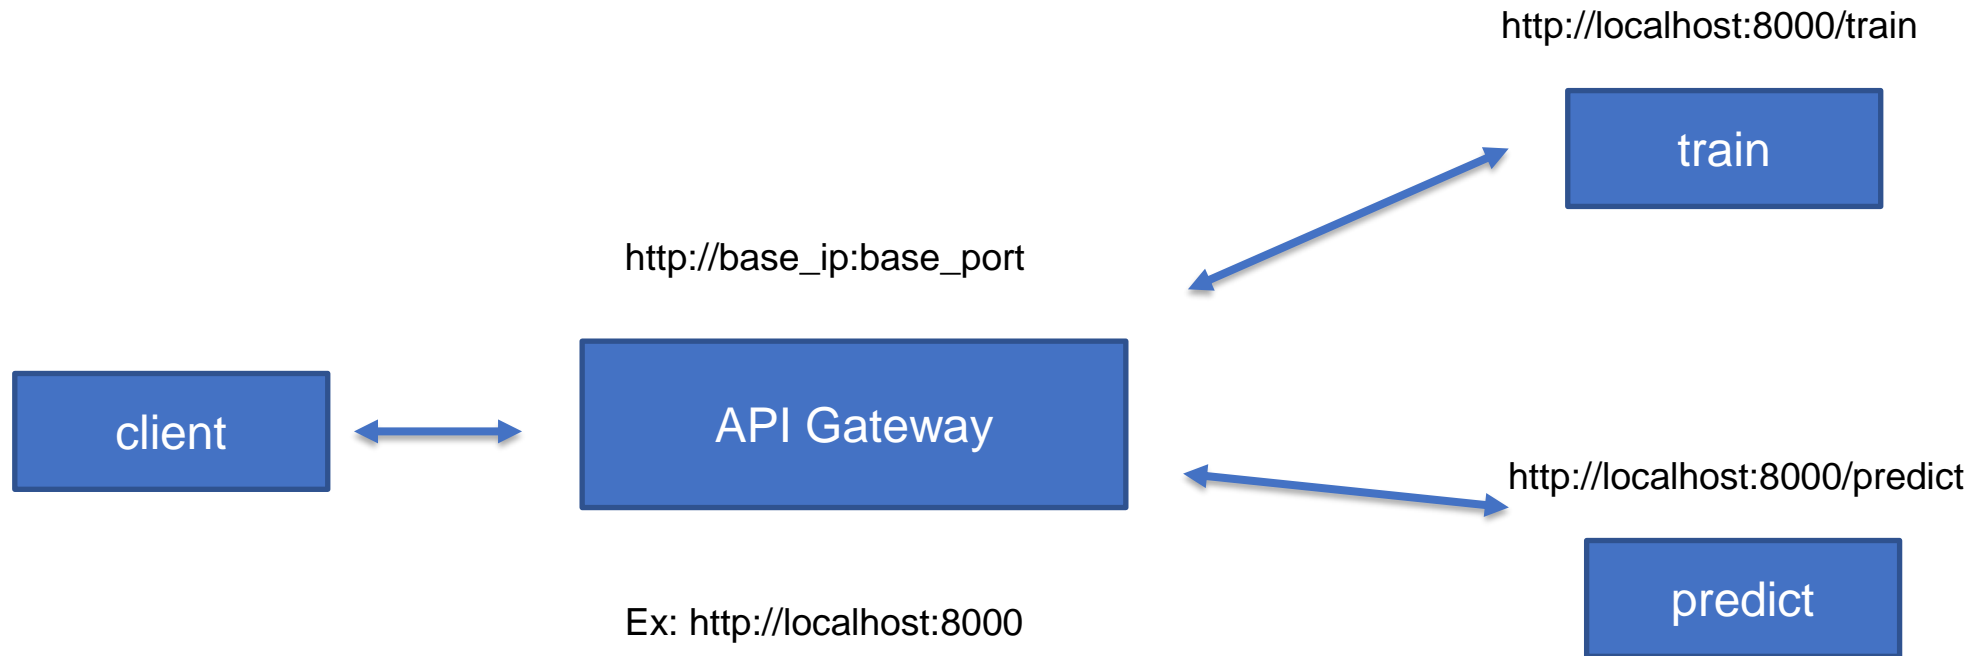 http://localhost:8000/train
train
http://base_ip:base_port
client
API Gateway
http://localhost:8000/predict
predict
Ex: http://localhost:8000